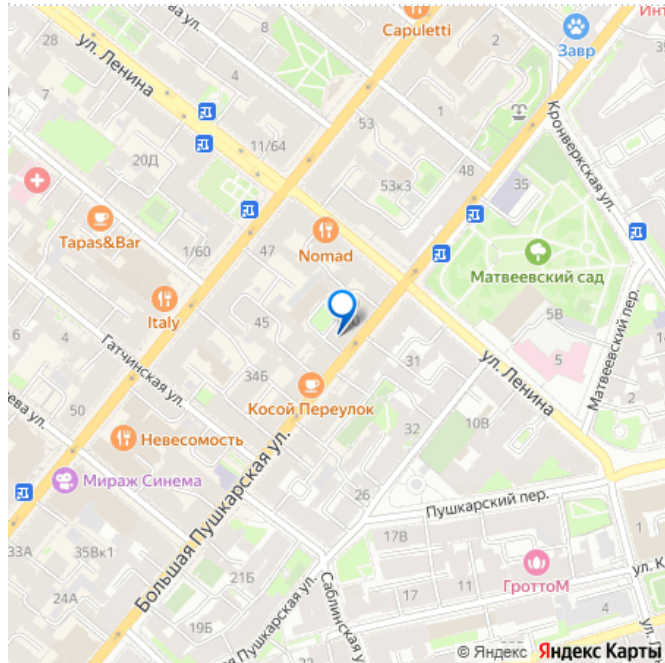 28
ул. Ленина
8
4
Capuletti
2
Завр
7
11/64
53
1
Кронверкская ул.
20Д
53к3
48
35
Tapas&Bar
1/60
47
Nomad
Матвеевский сад
Italy
45
5В
5
Матвеевский пер.
6
4
Гатчинская ул.
34Б
31
ул. Ленина
2
50
Косой Переулок
32
10В
Невесомость
Мираж Синема
26
Пушкарский пер.
33А
35Вк1
Большая Пушкарская ул.
17В
1
24А
21Б
17
11
ГроттоМ
ул. К
19Б
Пушкарская ул.
Саблинская у
4
© Яндекс Яндекс Карты